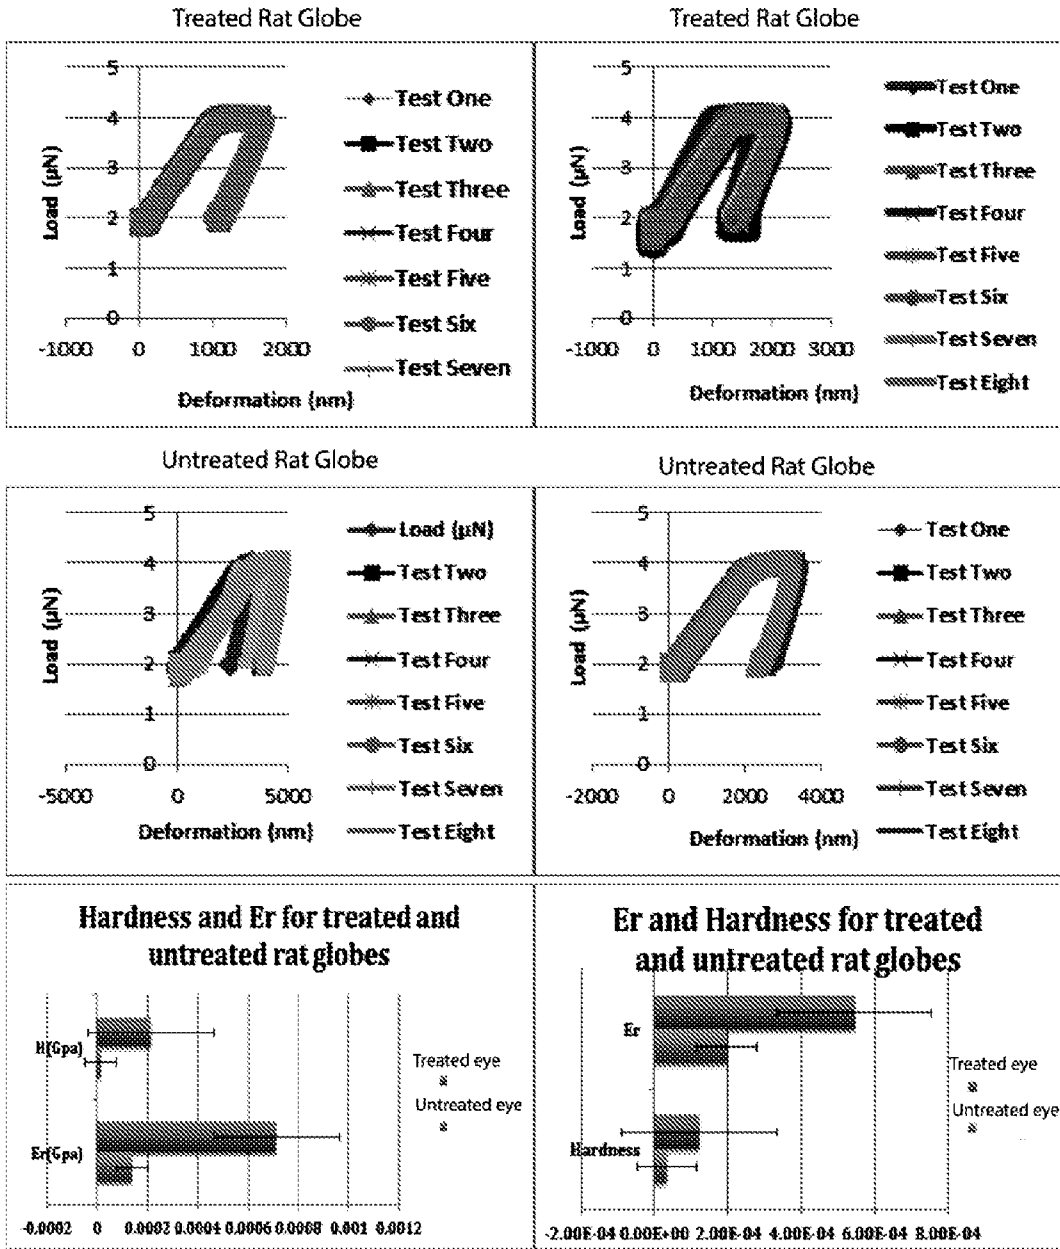 Treated Rat Globe
5
4
3
2
1
0
-1000 0 1000 2000
Load (µN)
Deformation (nm)
Test One
Test Two
Test Three
Test Four
Test Five
Test Six
Test Seven
Treated Rat Globe
5
4
3
2
1
0
-1000 0 1000 2000 3000
Load (µN)
Deformation (nm)
Test One
Test Two
Test Three
Test Four
Test Five
Test Six
Test Seven
Test Eight
Untreated Rat Globe
5
4
3
2
1
0
-5000 0 5000
Load (µN)
Deformation (nm)
Load (µN)
Test Two
Test Three
Test Four
Test Five
Test Six
Test Seven
Test Eight
Untreated Rat Globe
5
4
3
2
1
0
-2000 0 2000 4000
Load (µN)
Deformation (nm)
Test One
Test Two
Test Three
Test Four
Test Five
Test Six
Test Seven
Test Eight
Hardness and Er for treated and
untreated rat globes
H(Gpa)
Er(Gpa)
-0.0002 0 0.0002 0.0004 0.0006 0.0008 0.001 0.0012
Treated eye
Untreated eye
Er and Hardness for treated
and untreated rat globes
Er
Hardness
-2.00E-04 0.00E+00 2.00E-04 4.00E-04 6.00E-04 8.00E-04
Treated eye
Untreated eye